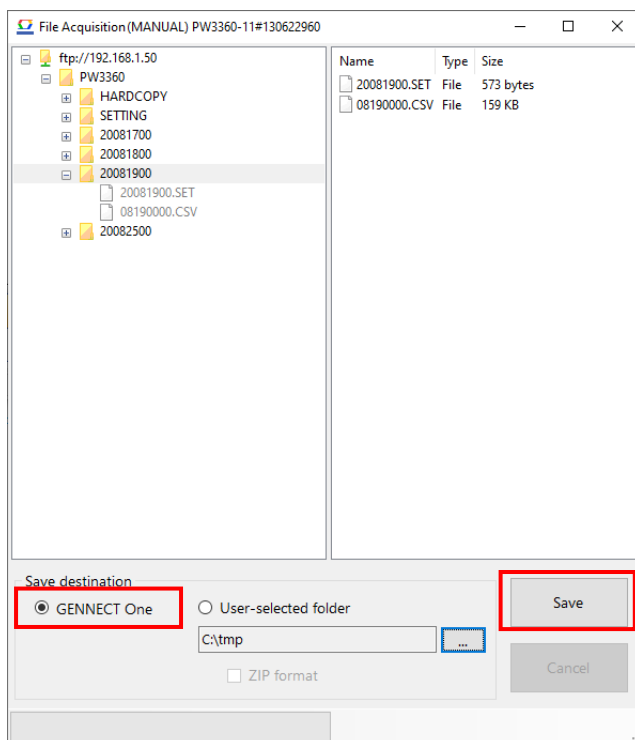 File Acquisition(MANUAL) PW3360-11#130622960
ftp://192.168.1.50
PW3360
HARDCOPY
SETTING
20081700
20081800
20081900
20081900.SET
08190000.CSV
20082500
Name Type Size
20081900.SET File 573 bytes
08190000.CSV File 159 KB
Save destination
GENNECT One
User-selected folder
C:\tmp
...
ZIP format
Save
Cancel